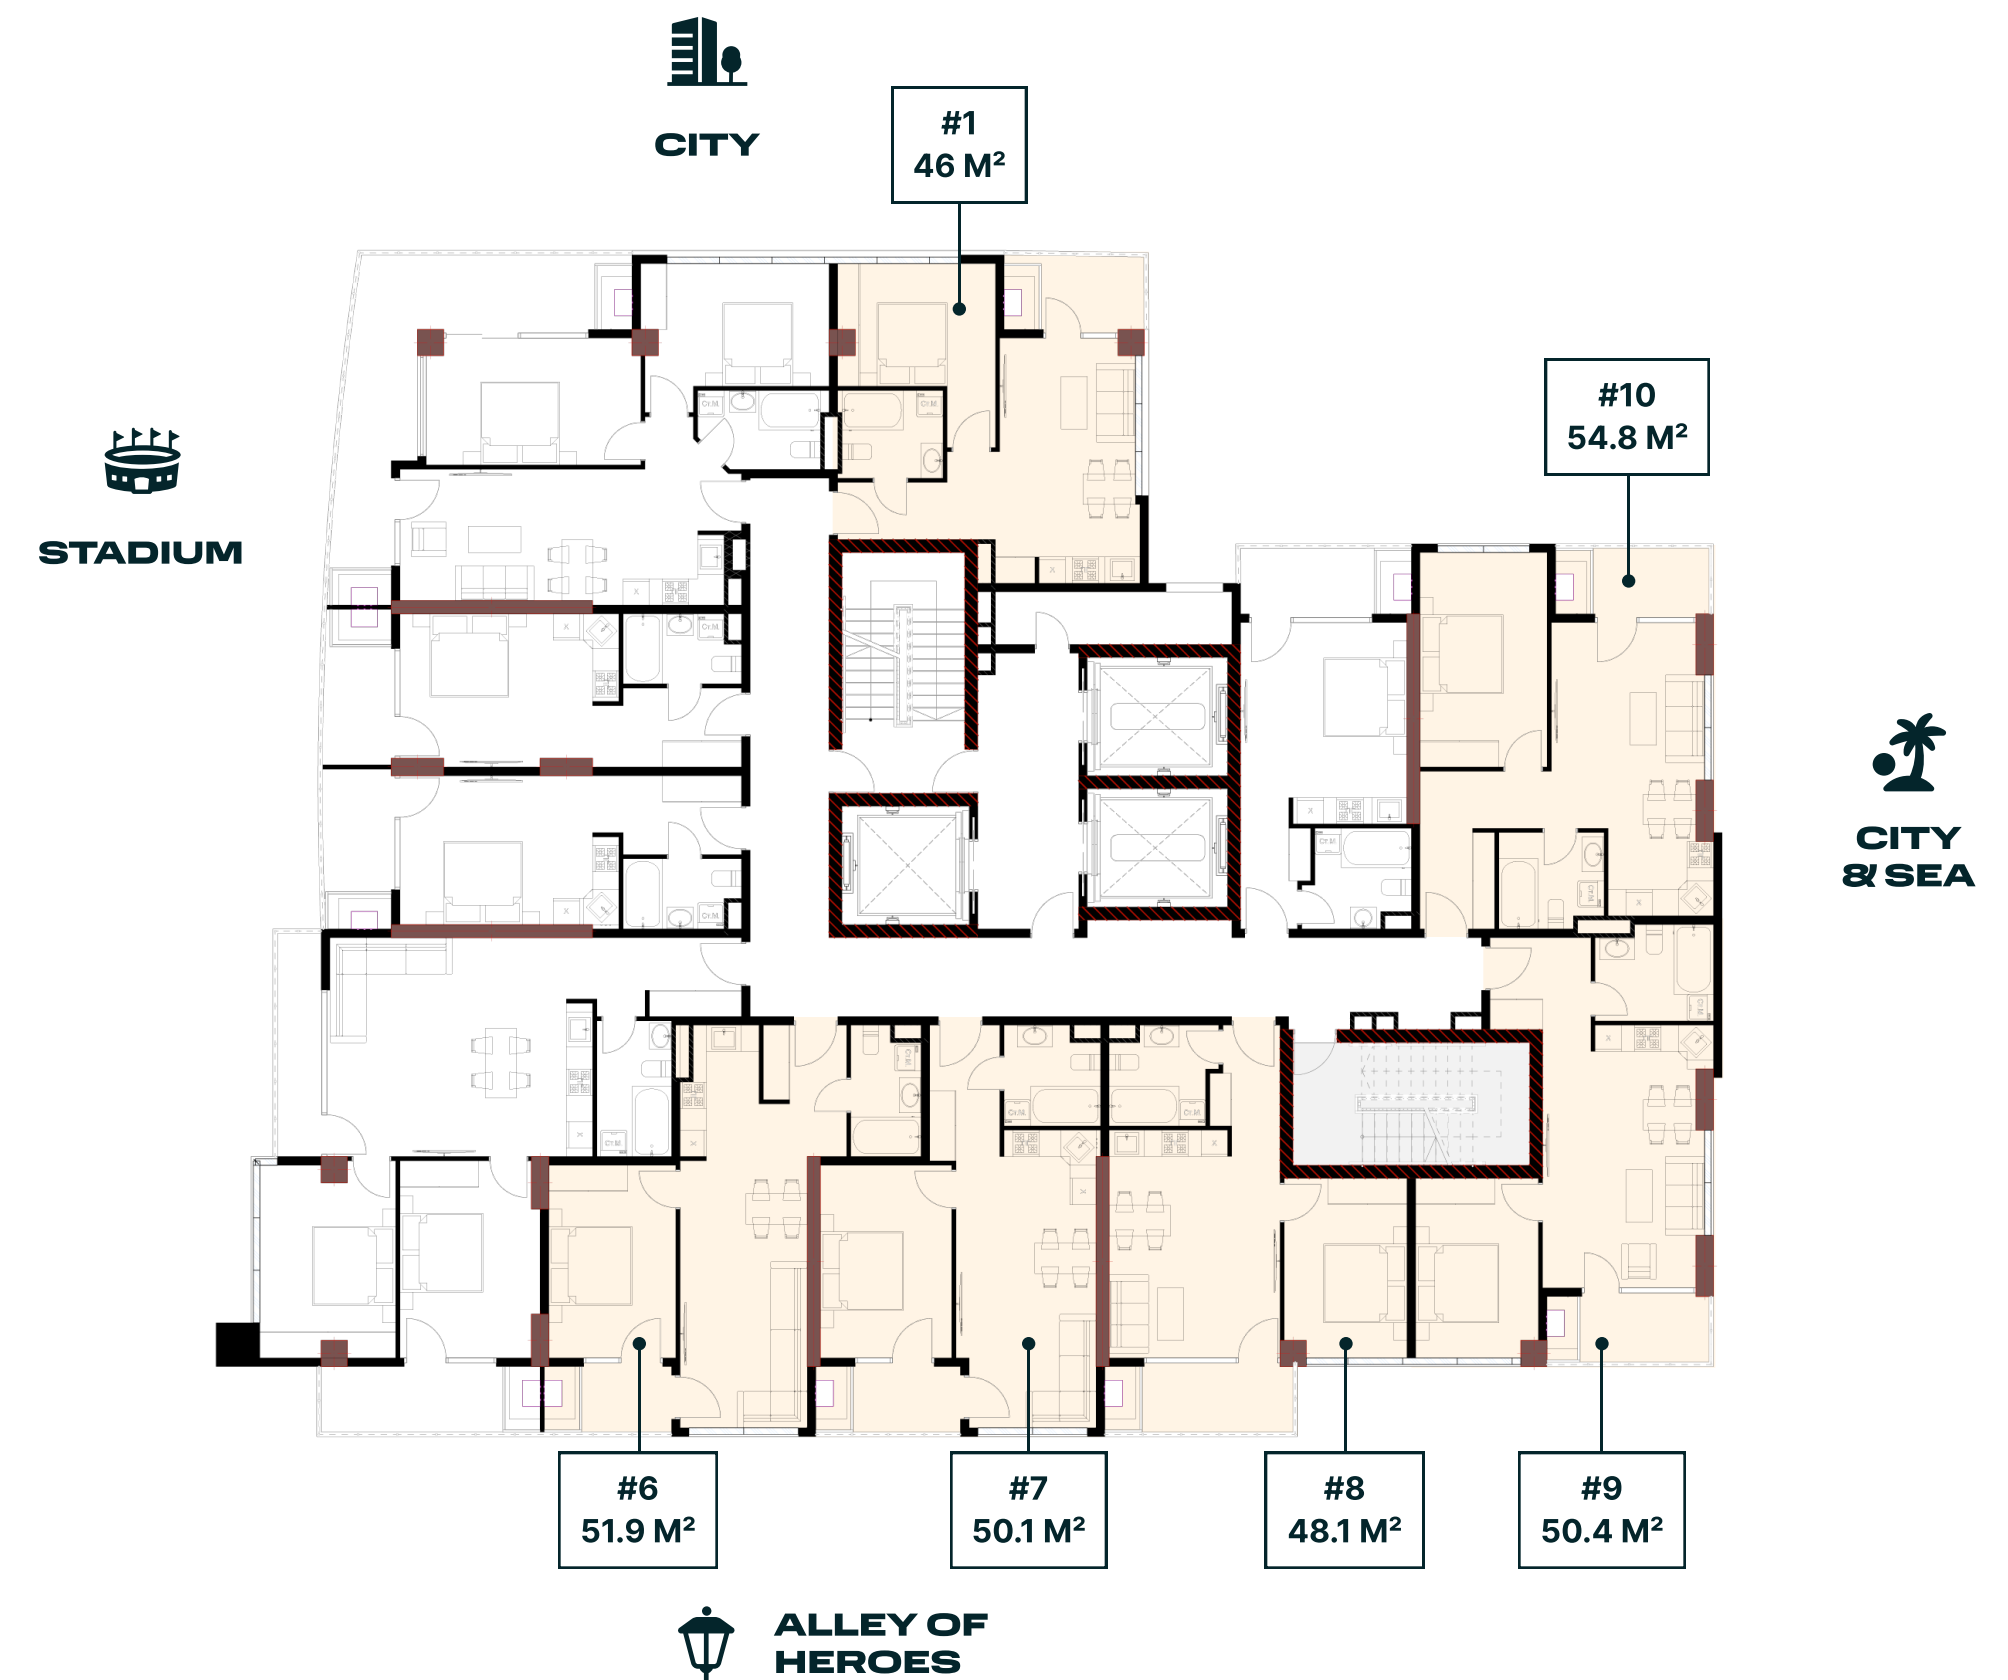 CITY
#1
46 M²
#10
54.8 M²
STADIUM
CITY
& SEA
#6
51.9 M²
#7
50.1 M²
#8
48.1 M²
#9
50.4 M²
ALLEY OF
HEROES